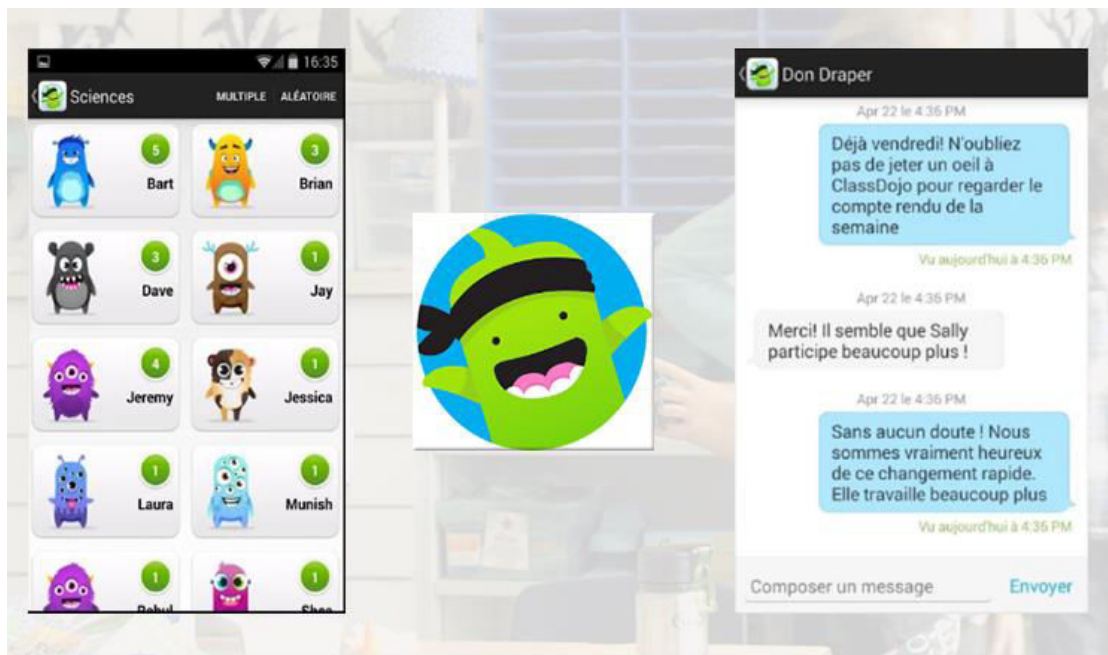 16:35
Sciences
MULTIPLE ALÉATOIRE
5
Bart
3
Brian
3
Dave
1
Jay
4
Jeremy
1
Jessica
1
Laura
1
Munish
1
1
Don Draper
Apr 22 le 4:36 PM
Déjà vendredi! N'oubliez
pas de jeter un oeil à
ClassDojo pour regarder le
compte rendu de la
semaine
Vu aujourd'hui à 4:36 PM
Apr 22 le 4:36 PM
Merci! Il semble que Sally
participe beaucoup plus !
Apr 22 le 4:36 PM
Sans aucun doute ! Nous
sommes vraiment heureux
de ce changement rapide.
Elle travaille beaucoup plus
Vu aujourd'hui à 4:36 PM
Composer un message
Envoyer